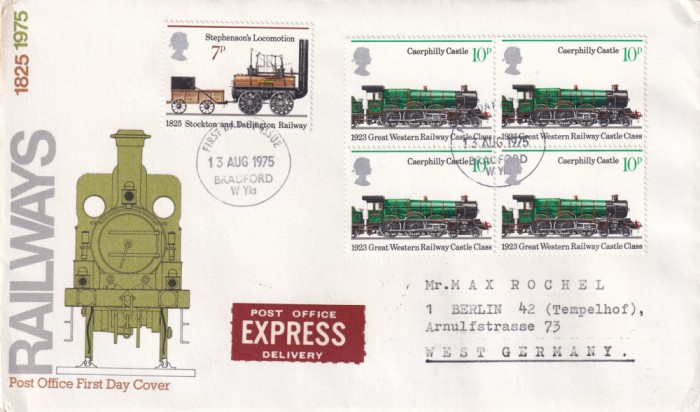 1825 1975
RAILWAYS
Post Office First Day Cover
Stephenson's Locomotion
7P
1825 Stockton and Darlington Railway
FIRST DAY OF ISSUE
13 AUG 1975
BRADFORD
W Yks
Caerphilly Castle 10P
1923 Great Western Railway Castle Class
Caerphilly Castle 10P
1923 Great Western Railway Castle Class
13 AUG 1975
BRADFORD
W Yks
Caerphilly Castle 10P
1923 Great Western Railway Castle Class
Caerphilly Castle 10P
1923 Great Western Railway Castle Class
POST OFFICE
EXPRESS
DELIVERY
Mr. MAX ROCHEL
1 BERLIN 42 (Tempelhof),
Arnulfstrasse 73
WEST GERMANY.